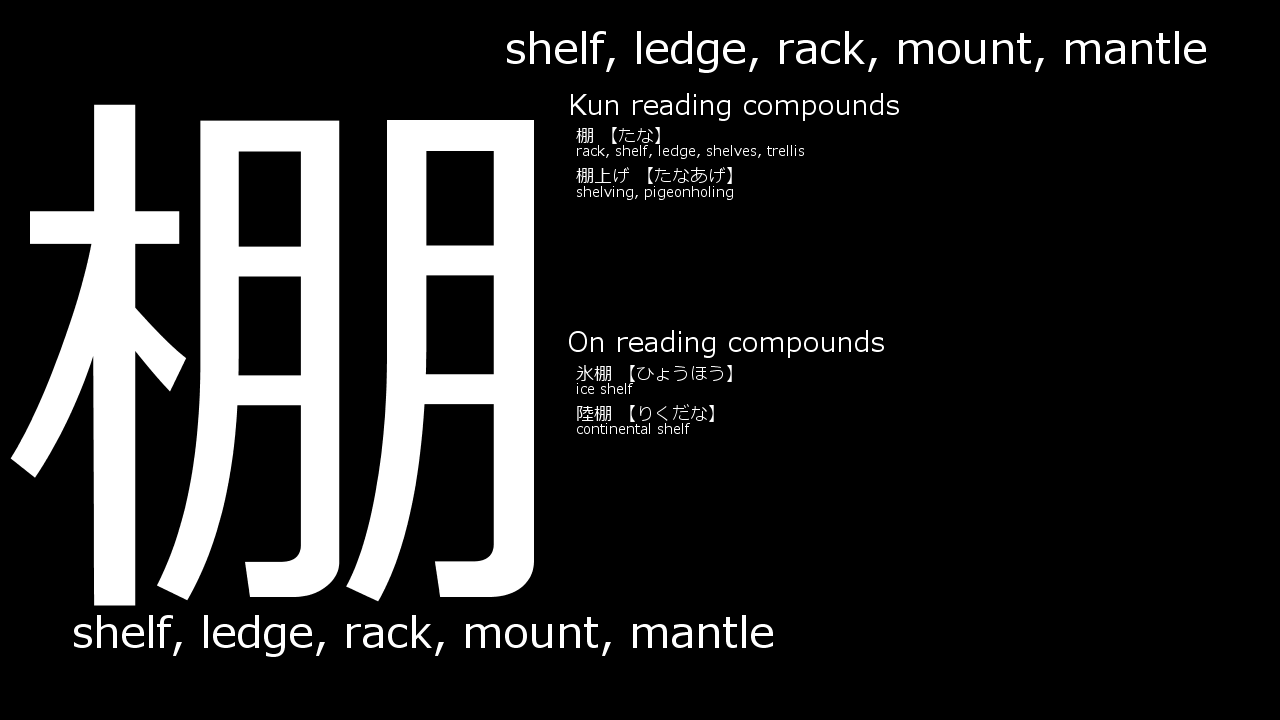 shelf, ledge, rack, mount, mantle
棚
Kun reading compounds
棚 【たな】
rack, shelf, ledge, shelves, trellis
棚上げ 【たなあげ】
shelving, pigeonholing
On reading compounds
氷棚 【ひょうほう】
ice shelf
陸棚 【りくだな】
continental shelf
shelf, ledge, rack, mount, mantle